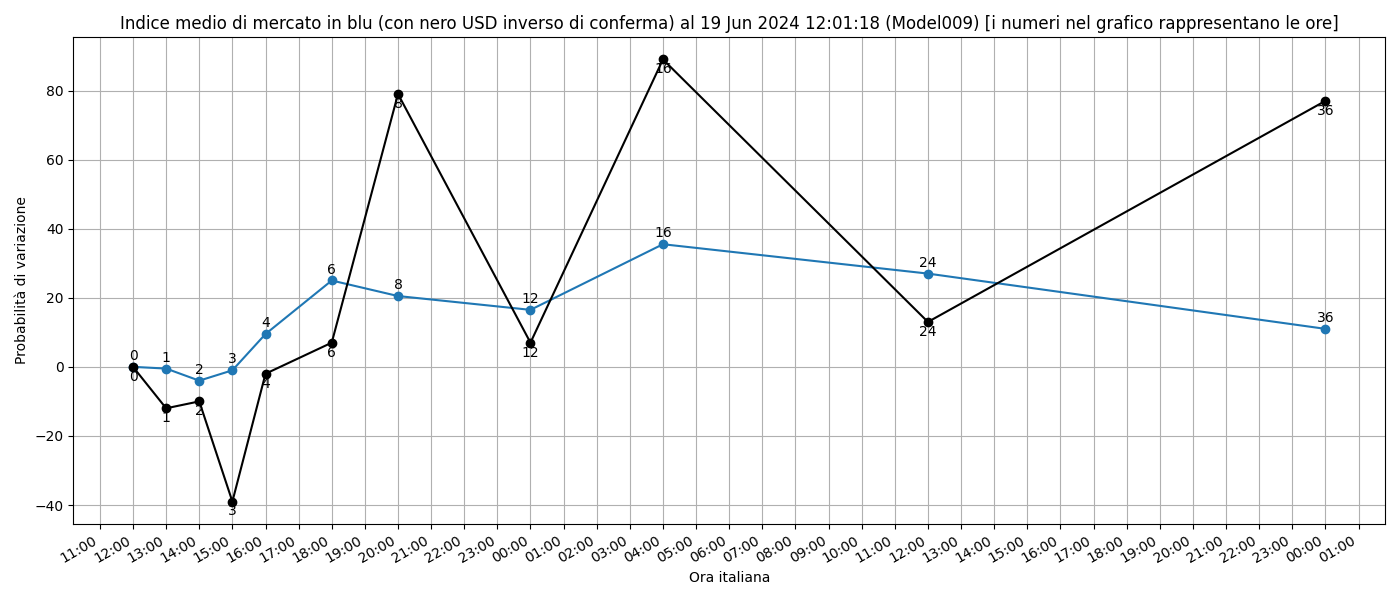 Indice medio di mercato in blu (con nero USD inverso di conferma) al 19 Jun 2024 12:01:18 (Model009) [i numeri nel grafico rappresentano le ore]
Probabilità di variazione
80
60
40
20
0
−20
−40
0 1 2 3 4 6 8 12 16 24 36
0 1 2 3 4 6 8 12 16 24 36
11:00 12:00 13:00 14:00 15:00 16:00 17:00 18:00 19:00 20:00 21:00 22:00 23:00 00:00 01:00 02:00 03:00 04:00 05:00 06:00 07:00 08:00 09:00 10:00 11:00 12:00 13:00 14:00 15:00 16:00 17:00 18:00 19:00 20:00 21:00 22:00 23:00 00:00 01:00
Ora italiana